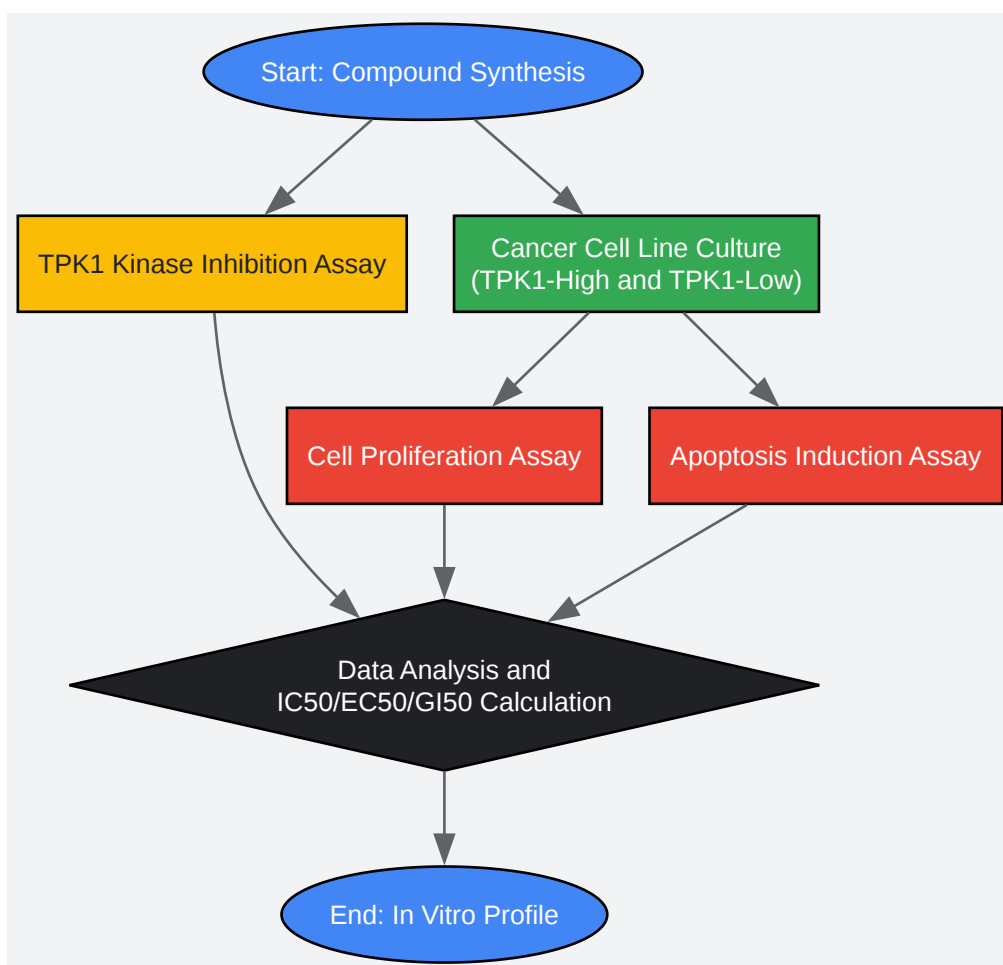 Start: Compound Synthesis
TPK1 Kinase Inhibition Assay
Cancer Cell Line Culture
(TPK1-High and TPK1-Low)
Cell Proliferation Assay
Apoptosis Induction Assay
Data Analysis and
IC50/EC50/GI50 Calculation
End: In Vitro Profile